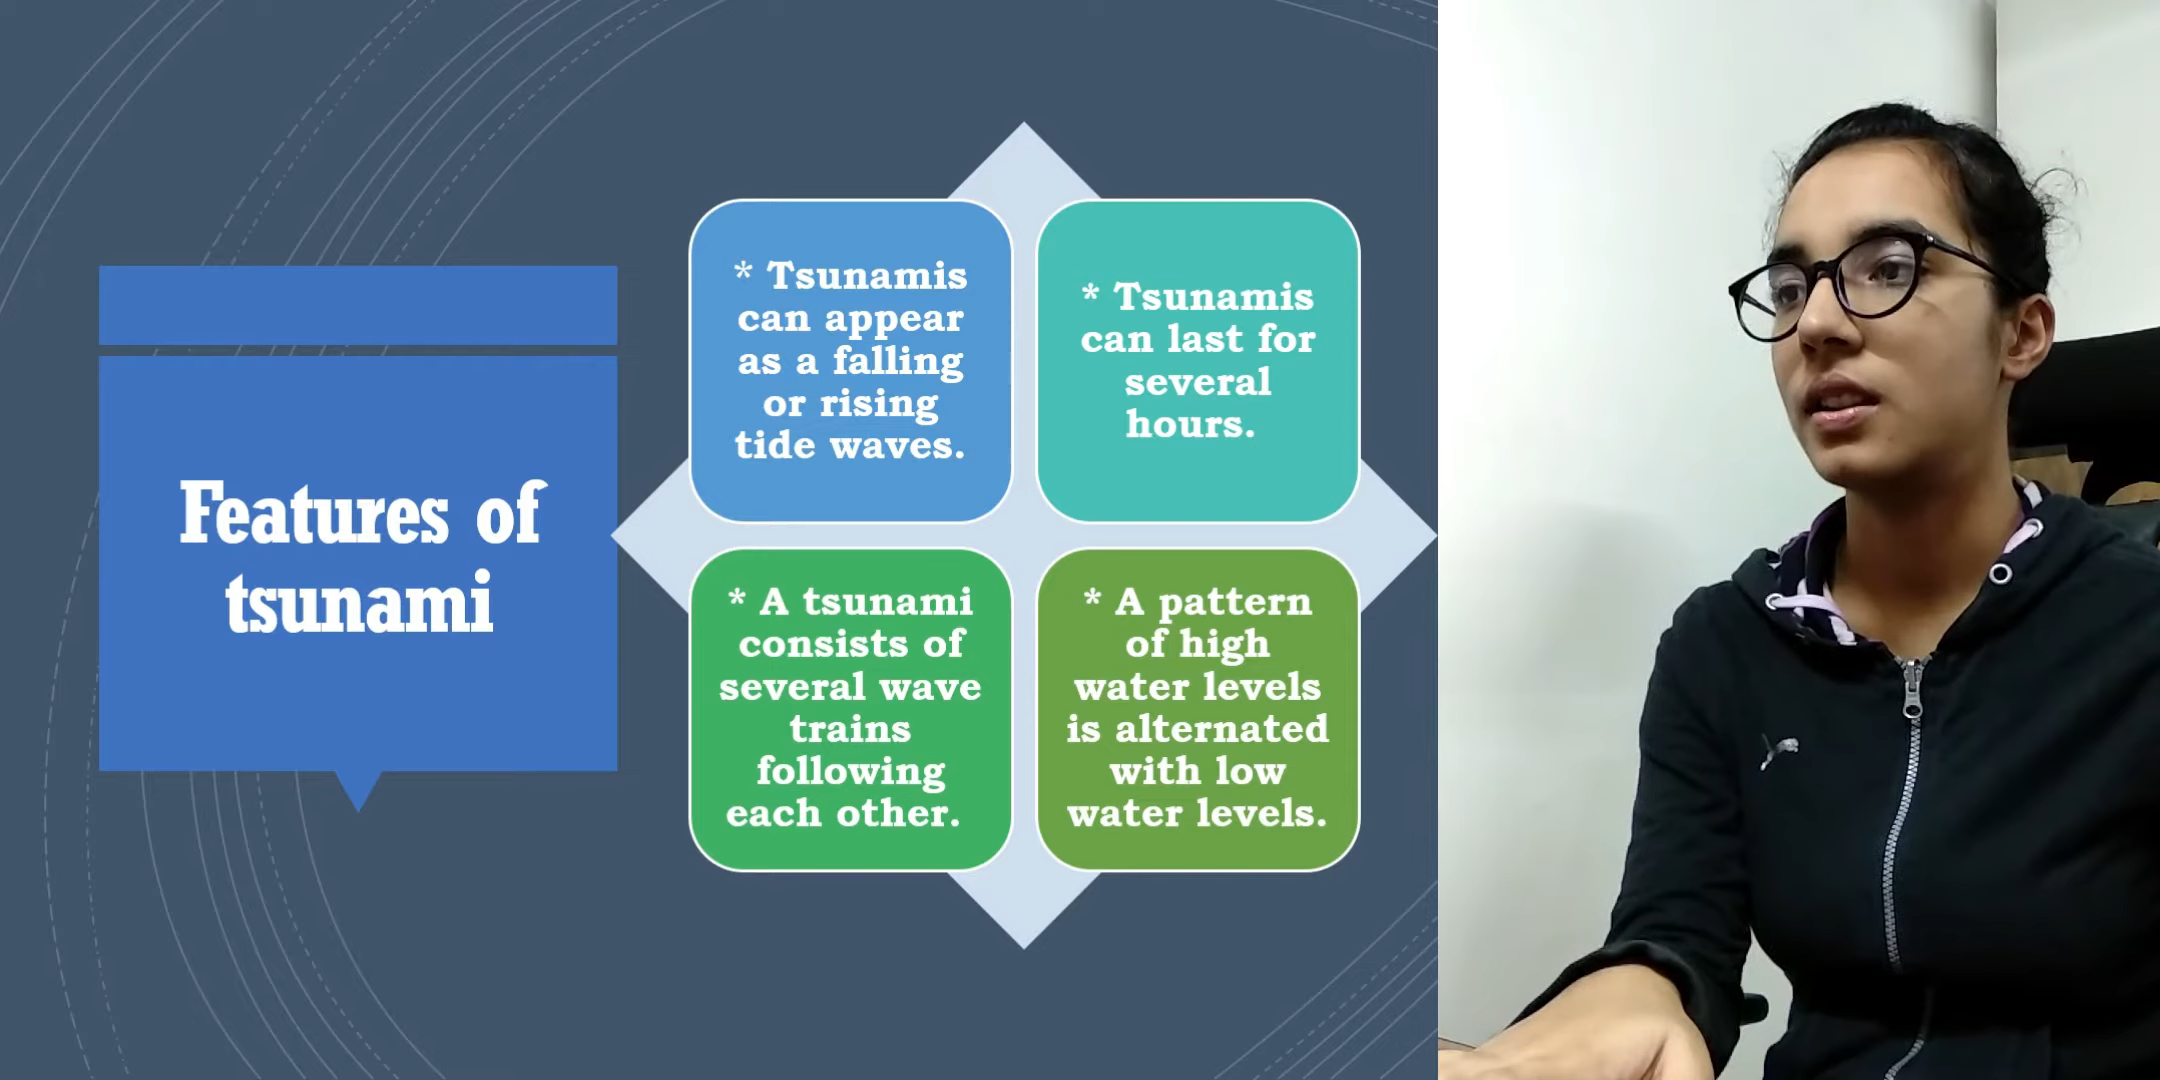 Features of
tsunami
* Tsunamis
can appear
as a falling
or rising
tide waves.
* Tsunamis
can last for
several
hours.
* A tsunami
consists of
several wave
trains
following
each other.
* A pattern
of high
water levels
is alternated
with low
water levels.